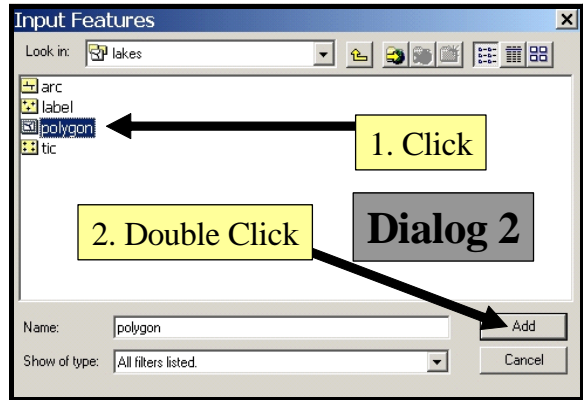 Input Features
Look in: lakes
arc
label
polygon
tic
1. Click
2. Double Click
Dialog 2
Name: polygon Add
Show of type: All filters listed. Cancel